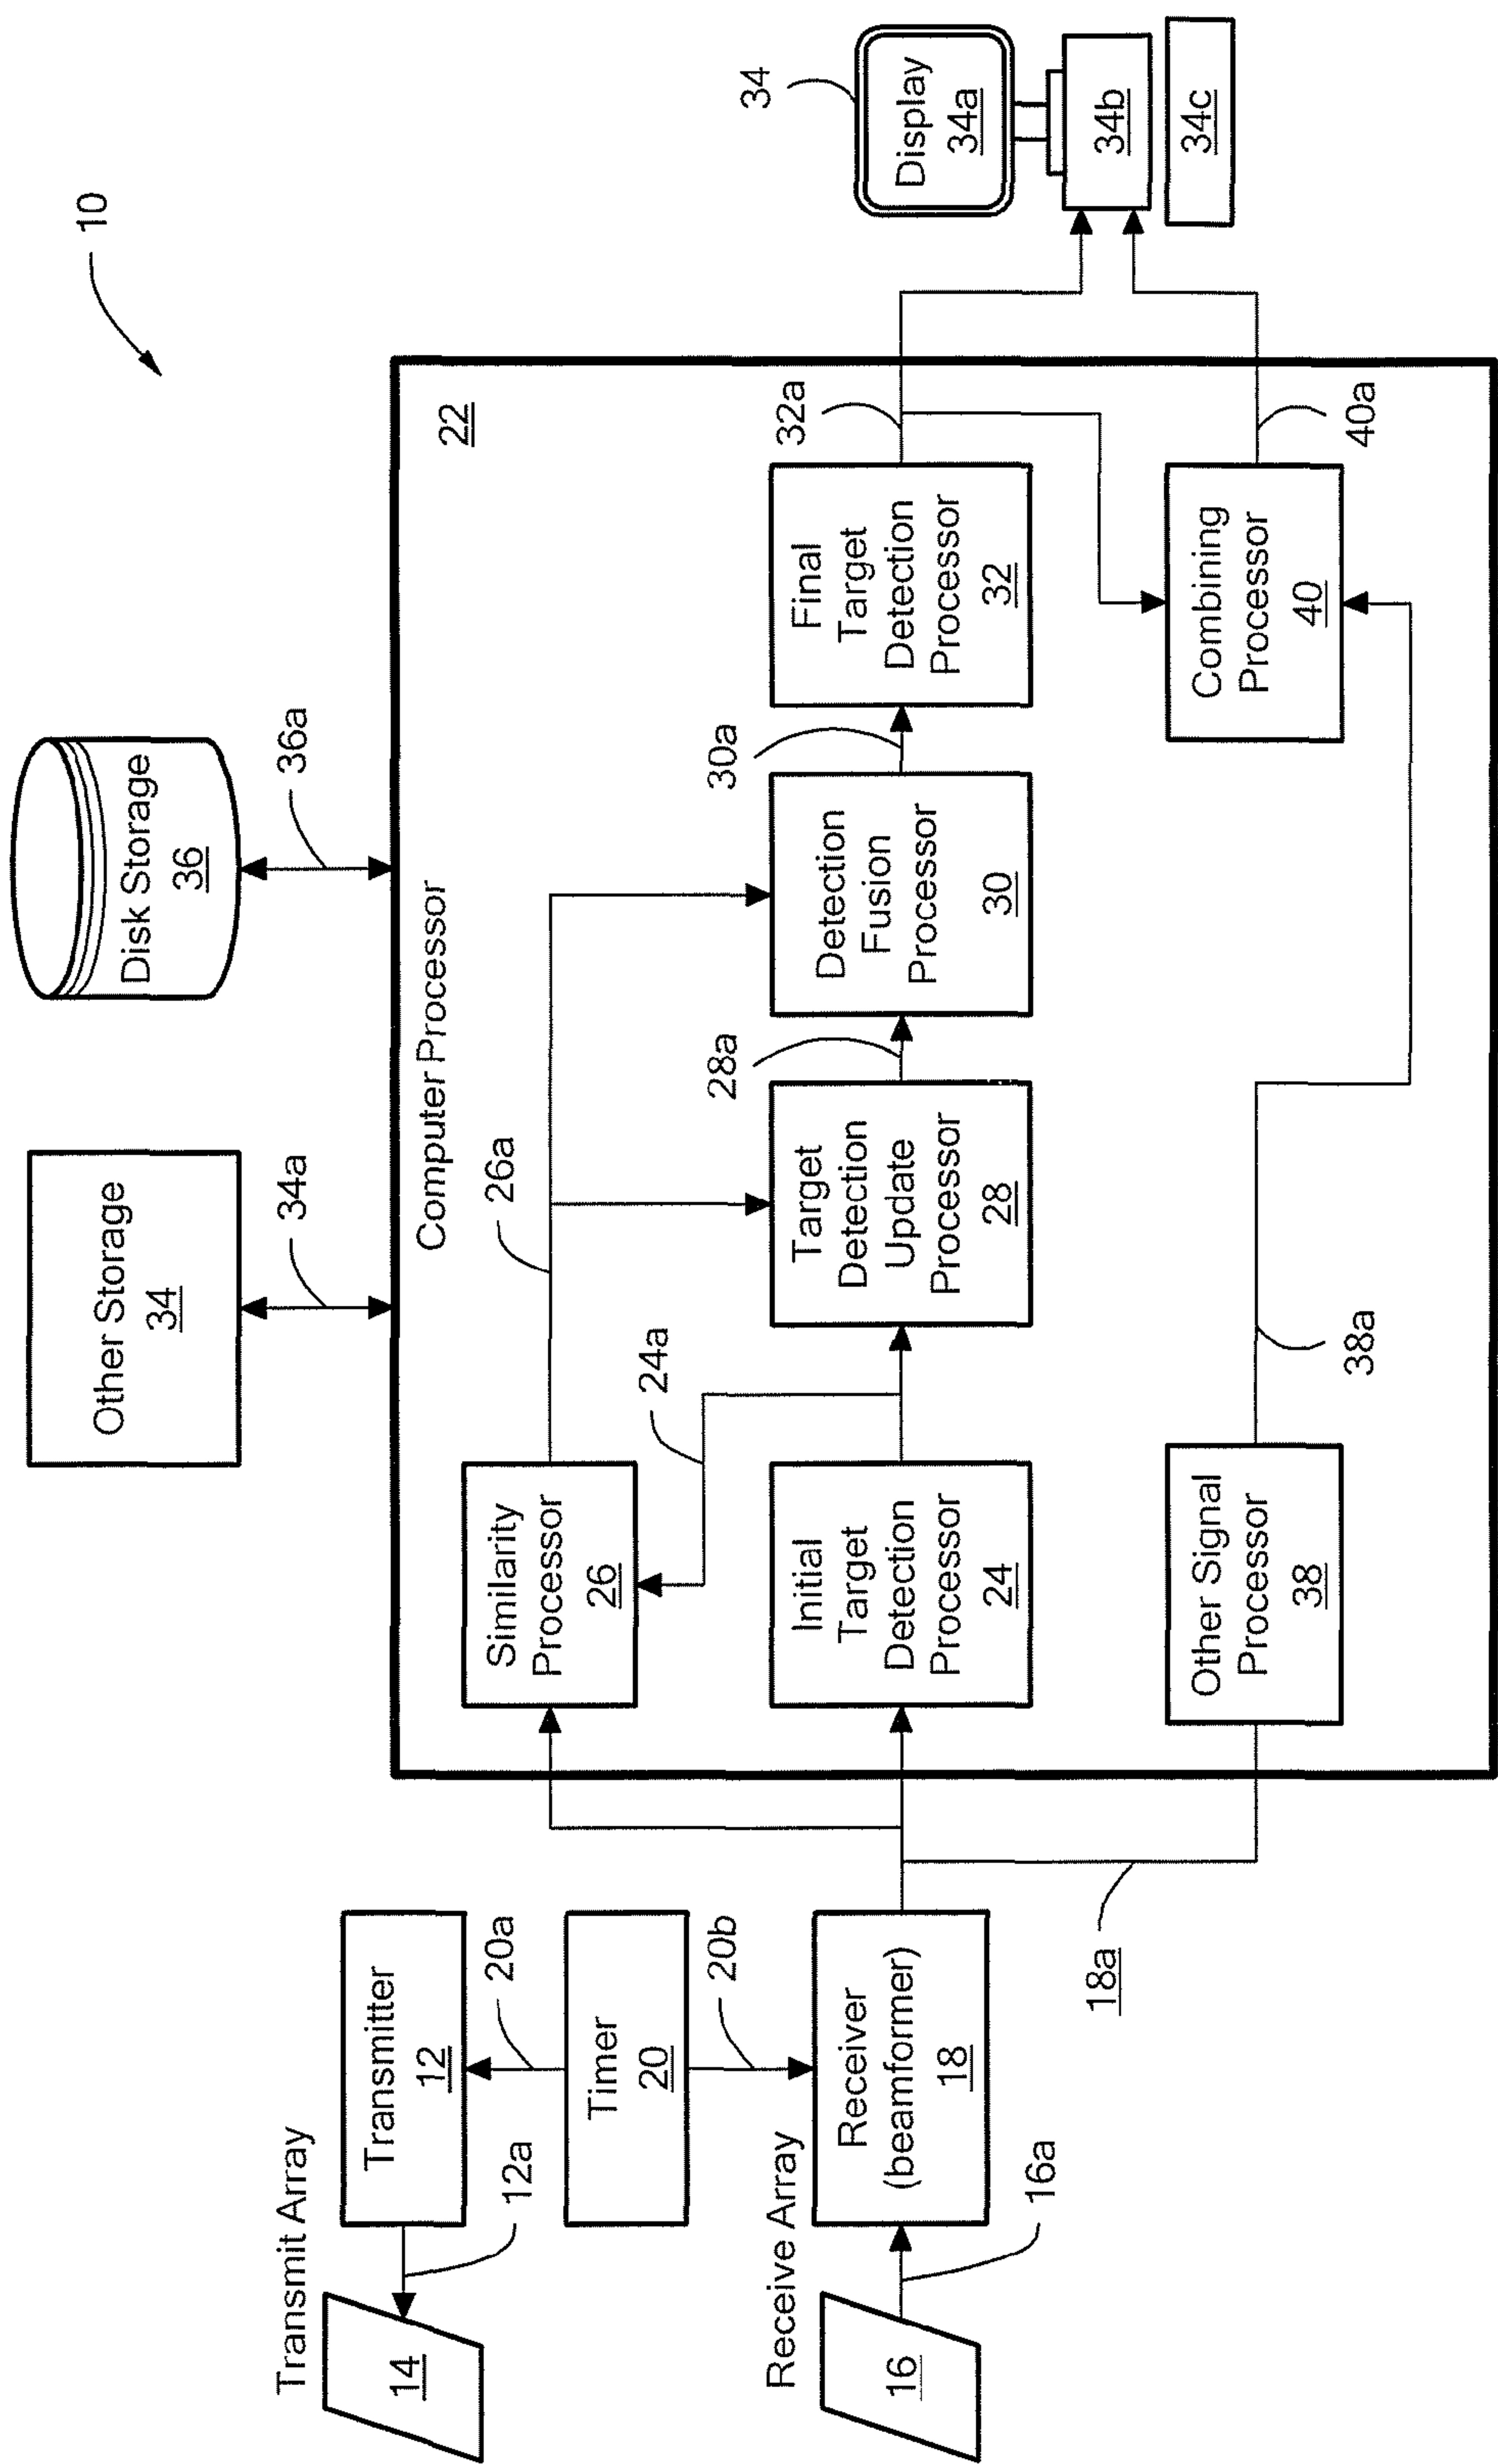 10
Other Storage
34
34a
Disk Storage
36
36a
Transmit Array
14
12a
Transmitter
12
20a
Timer
20
20b
Receive Array
16
16a
Receiver
(beamformer)
18
18a
Computer Processor
22
Similarity
Processor
26
26a
24a
Initial
Target
Detection
Processor
24
Target
Detection
Update
Processor
28
28a
Detection
Fusion
Processor
30
30a
Final
Target
Detection
Processor
32
32a
Other Signal
Processor
38
38a
Combining
Processor
40
40a
34
Display
34a
34b
34c